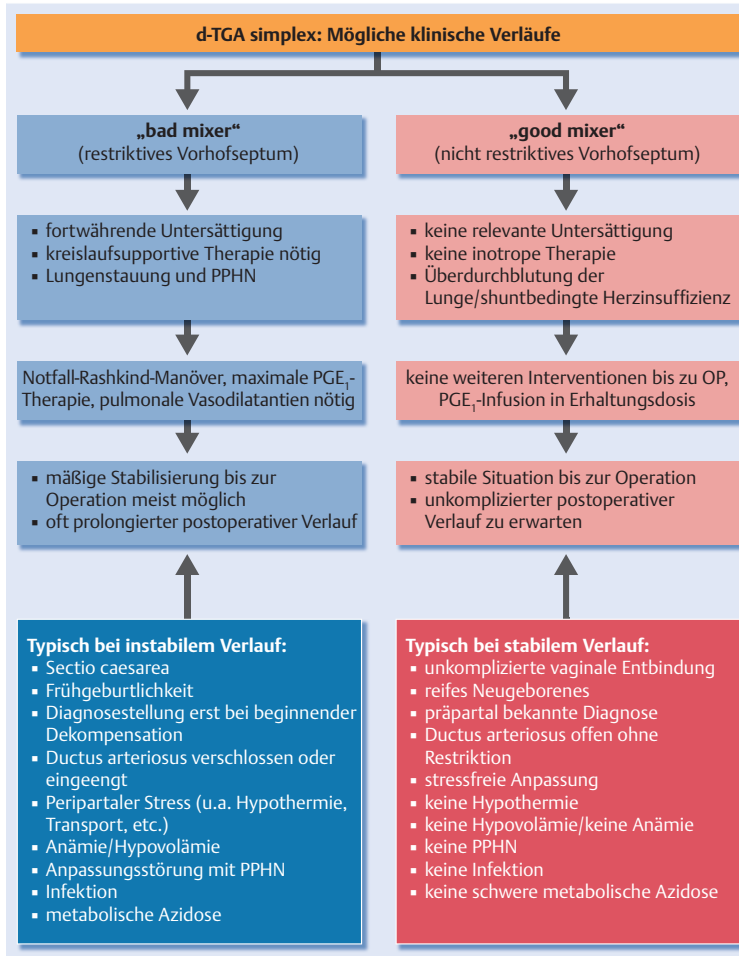 d-TGA simplex: Mögliche klinische Verläufe
„bad mixer“
(restriktives Vorhofseptum)
▪ fortwährende Untersättigung
▪ kreislaufsupportive Therapie nötig
▪ Lungenstauung und PPHN
Notfall-Rashkind-Manöver, maximale PGE₁-
Therapie, pulmonale Vasodilatantien nötig
▪ mäßige Stabilisierung bis zur
Operation meist möglich
▪ oft prolongierter postoperativer Verlauf
Typisch bei instabilem Verlauf:
▪ Sectio caesarea
▪ Frühgeburtlichkeit
▪ Diagnosestellung erst bei beginnender
Dekompensation
▪ Ductus arteriosus verschlossen oder
eingeengt
▪ Peripartaler Stress (u.a. Hypothermie,
Transport, etc.)
▪ Anämie/Hypovolämie
▪ Anpassungsstörung mit PPHN
▪ Infektion
▪ metabolische Azidose
„good mixer“
(nicht restriktives Vorhofseptum)
▪ keine relevante Untersättigung
▪ keine inotrope Therapie
▪ Überdurchblutung der
Lunge/shuntbedingte Herzinsuffizienz
keine weiteren Interventionen bis zu OP,
PGE₁-Infusion in Erhaltungsdosis
▪ stabile Situation bis zur Operation
▪ unkomplizierter postoperativer
Verlauf zu erwarten
Typisch bei stabilem Verlauf:
▪ unkomplizierte vaginale Entbindung
▪ reifes Neugeborenes
▪ präpartal bekannte Diagnose
▪ Ductus arteriosus offen ohne
Restriktion
▪ stressfreie Anpassung
▪ keine Hypothermie
▪ keine Hypovolämie/keine Anämie
▪ keine PPHN
▪ keine Infektion
▪ keine schwere metabolische Azidose